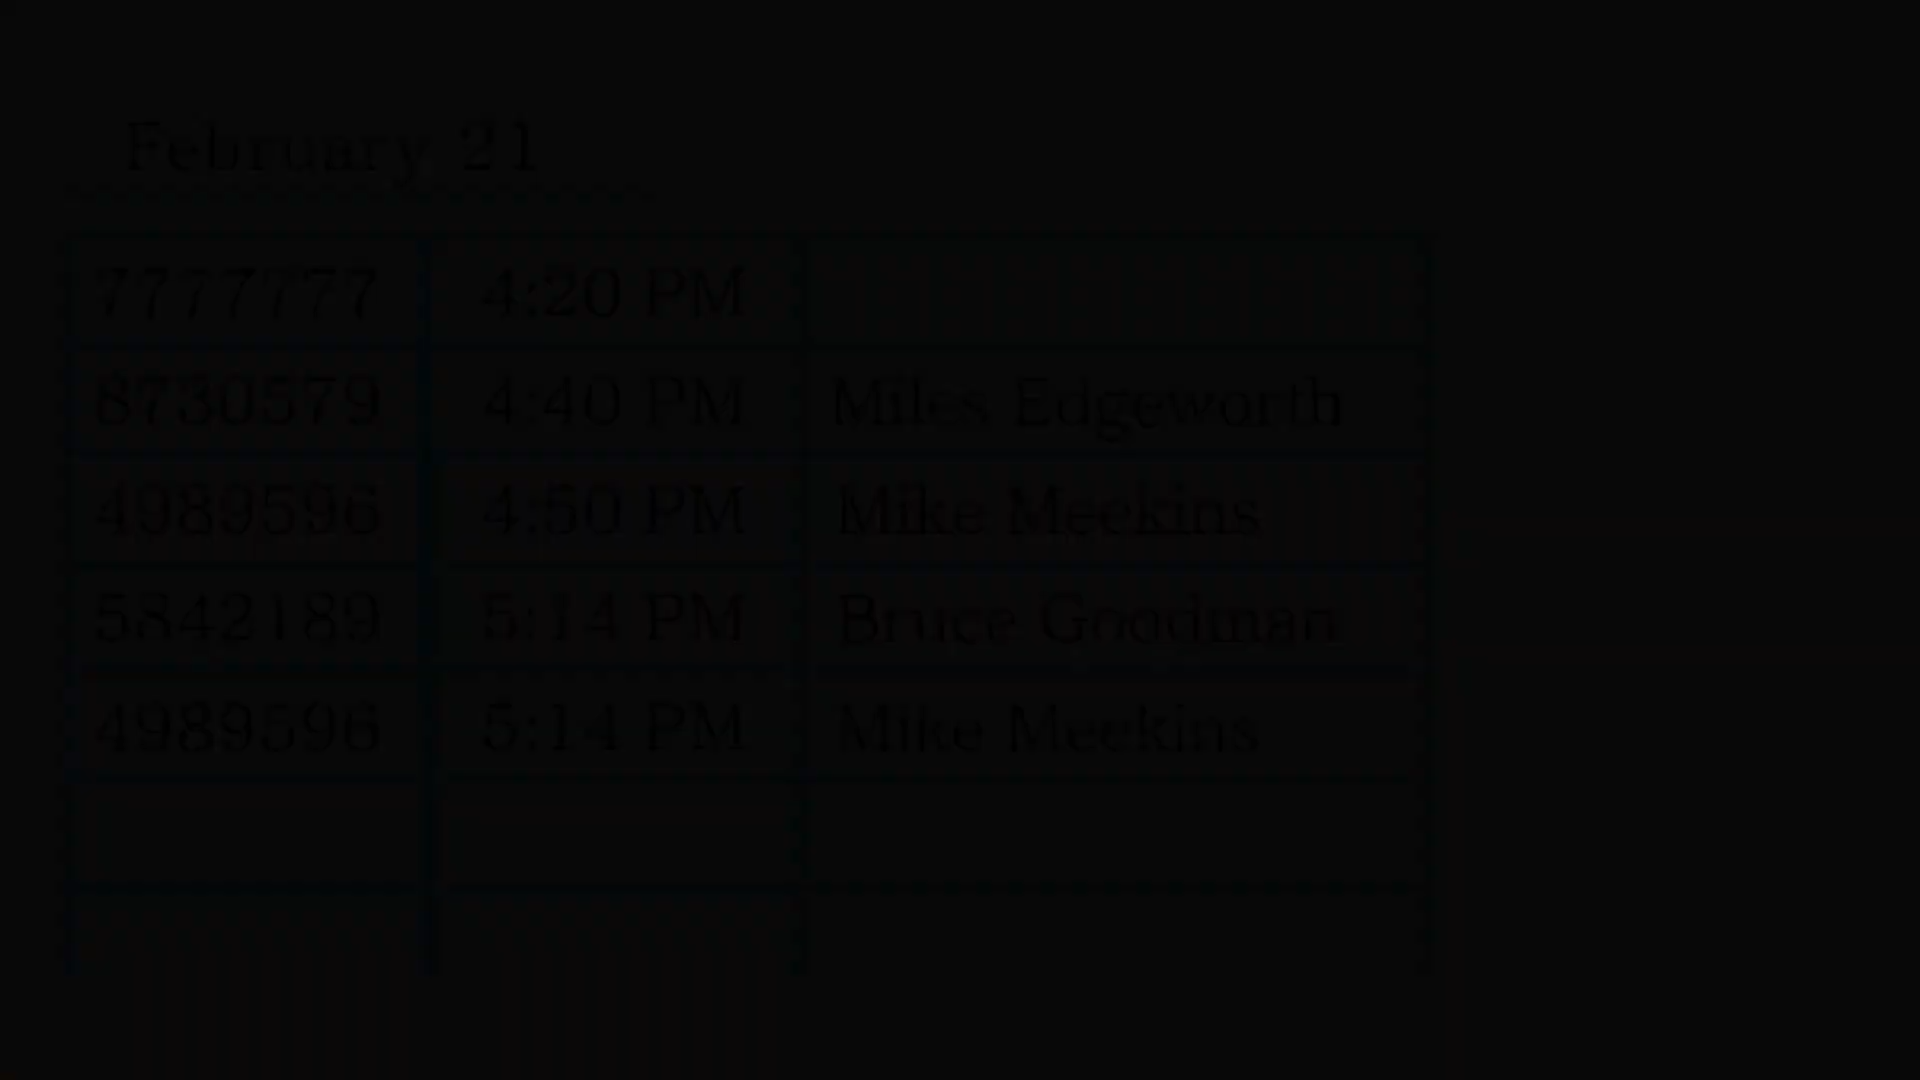 February 21
7777777 4:20 PM
8730579 4:40 PM Miles Edgeworth
4989596 4:50 PM Mike Meekins
5842189 5:14 PM Bruce Goodman
4989596 5:14 PM Mike Meekins